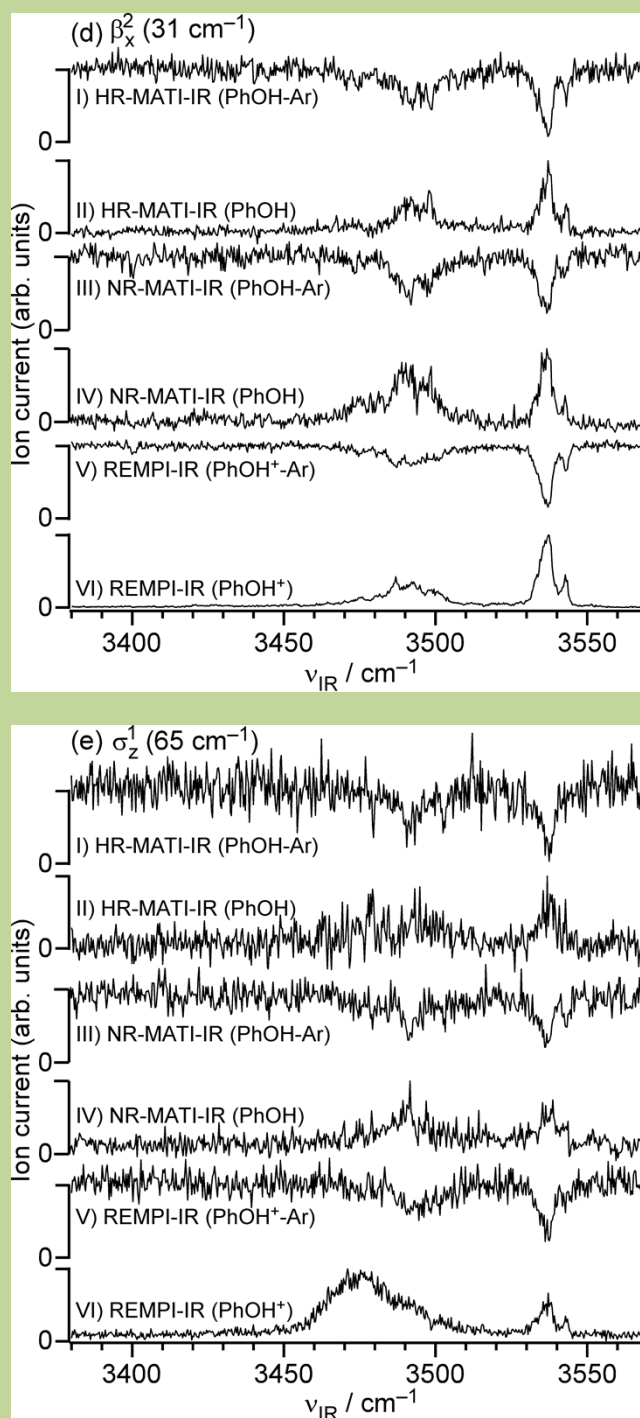 (d) βₓ² (31 cm⁻¹)
I) HR-MATI-IR (PhOH-Ar)
0
II) HR-MATI-IR (PhOH)
0
III) NR-MATI-IR (PhOH-Ar)
0
IV) NR-MATI-IR (PhOH)
0
V) REMPI-IR (PhOH⁺-Ar)
0
VI) REMPI-IR (PhOH⁺)
0
Ion current (arb. units)
3400 3450 3500 3550
ν_IR / cm⁻¹
(e) σ_z¹ (65 cm⁻¹)
I) HR-MATI-IR (PhOH-Ar)
0
II) HR-MATI-IR (PhOH)
0
III) NR-MATI-IR (PhOH-Ar)
0
IV) NR-MATI-IR (PhOH)
0
V) REMPI-IR (PhOH⁺-Ar)
0
VI) REMPI-IR (PhOH⁺)
0
Ion current (arb. units)
3400 3450 3500 3550
ν_IR / cm⁻¹